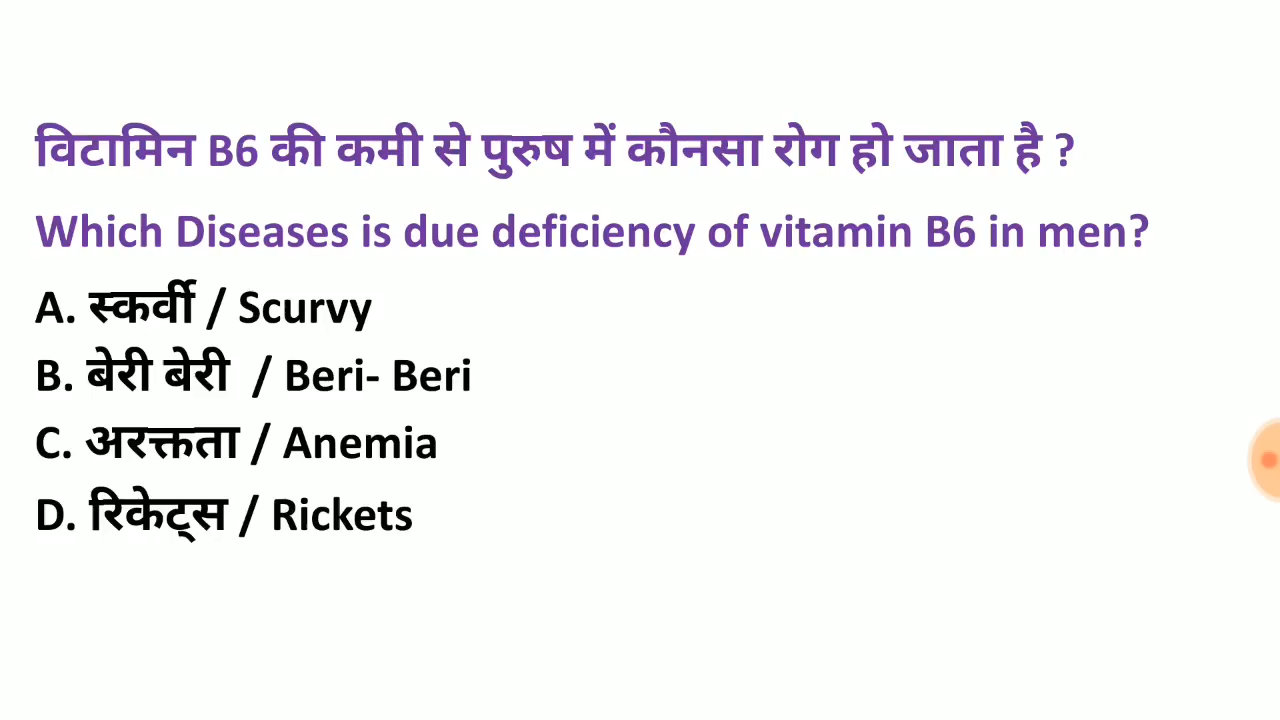 विटामिन B6 की कमी से पुरुष में कौनसा रोग हो जाता है ?
Which Diseases is due deficiency of vitamin B6 in men?
A. स्कर्वी / Scurvy
B. बेरी बेरी / Beri- Beri
C. अरक्तता / Anemia
D. रिकेट्स / Rickets